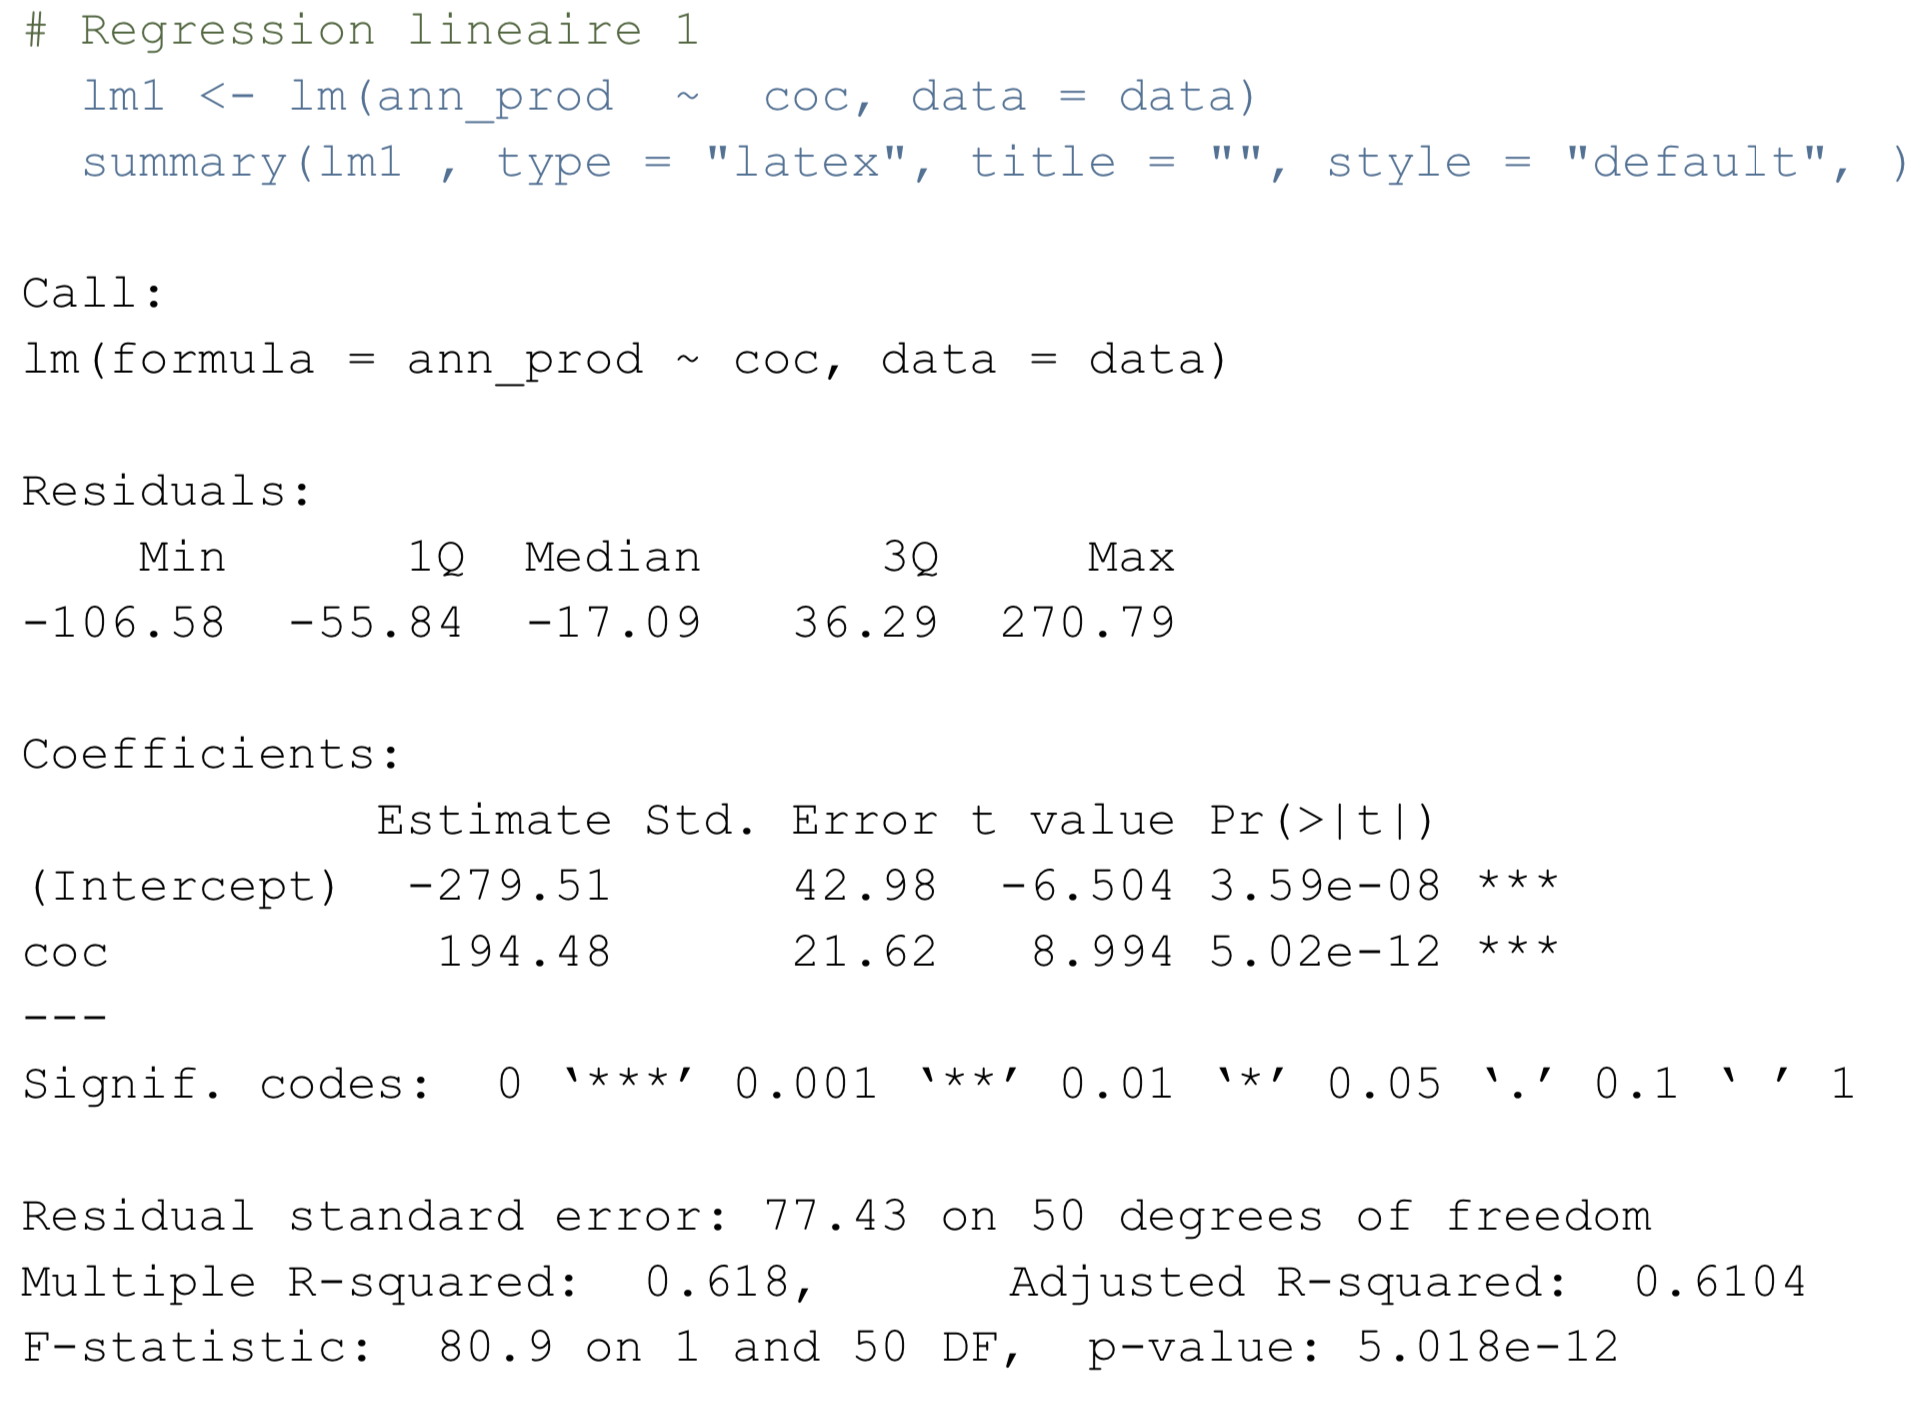 # Regression lineaire 1
  lm1 <- lm(ann_prod  ~  coc, data = data)
  summary(lm1 , type = "latex", title = "", style = "default", )
Call:
lm(formula = ann_prod ~ coc, data = data)
Residuals:
    Min      1Q  Median      3Q     Max
-106.58  -55.84  -17.09   36.29  270.79
Coefficients:
            Estimate Std. Error t value Pr(>|t|)
(Intercept)  -279.51      42.98  -6.504 3.59e-08 ***
coc           194.48      21.62   8.994 5.02e-12 ***
---
Signif. codes:  0 ‘***’ 0.001 ‘**’ 0.01 ‘*’ 0.05 ‘.’ 0.1 ‘ ’ 1
Residual standard error: 77.43 on 50 degrees of freedom
Multiple R-squared:  0.618,       Adjusted R-squared:  0.6104
F-statistic:  80.9 on 1 and 50 DF,  p-value: 5.018e-12